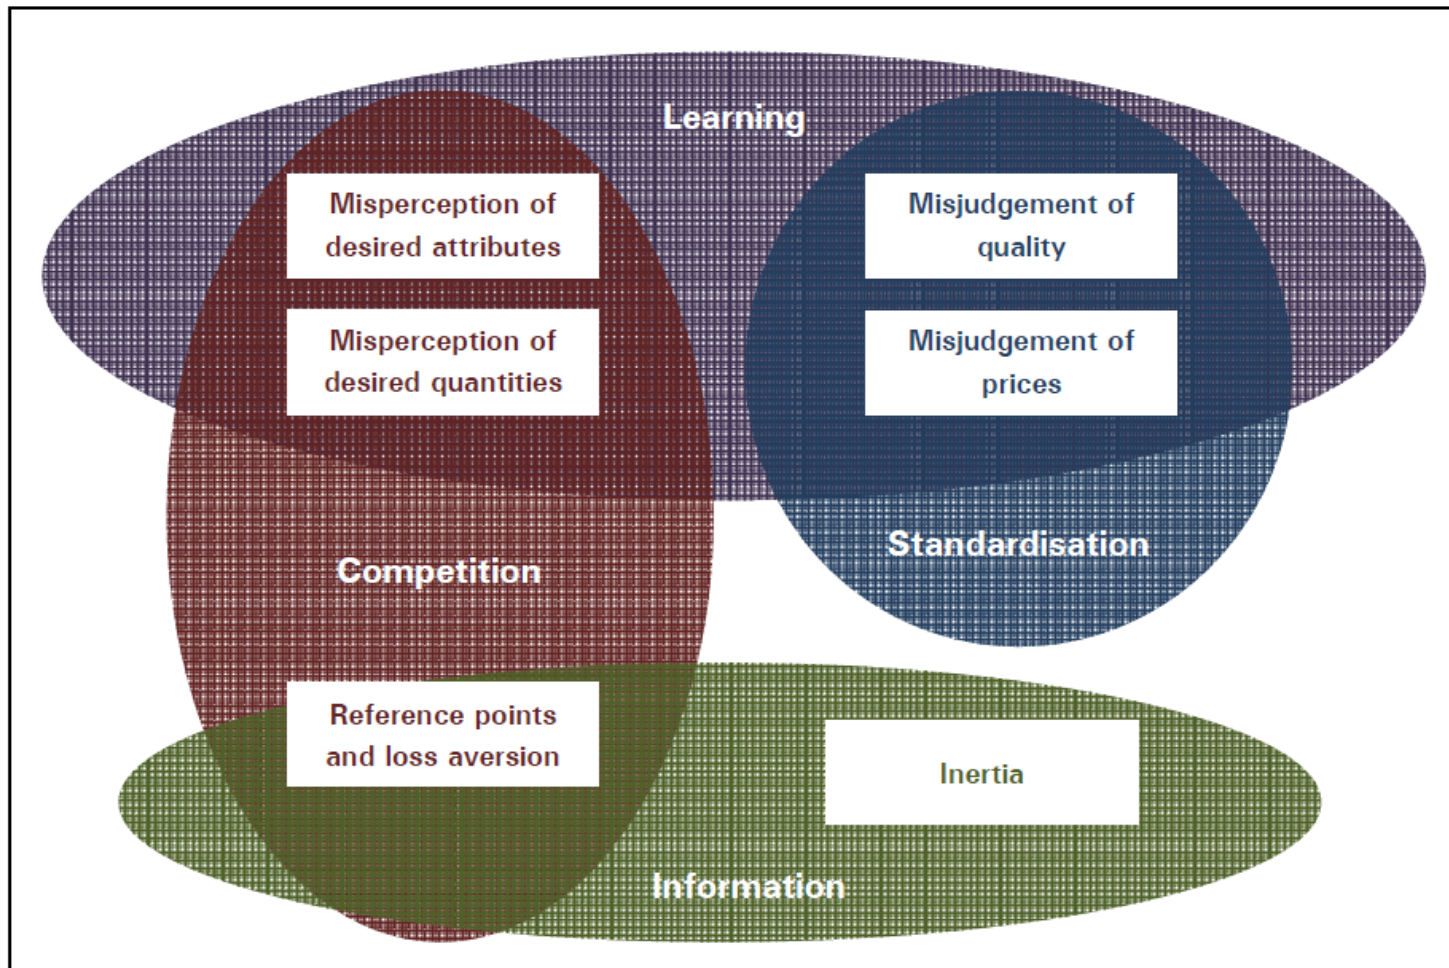 Learning
Misperception of
desired attributes
Misjudgement of
quality
Misperception of
desired quantities
Misjudgement of
prices
Standardisation
Competition
Reference points
and loss aversion
Inertia
Information